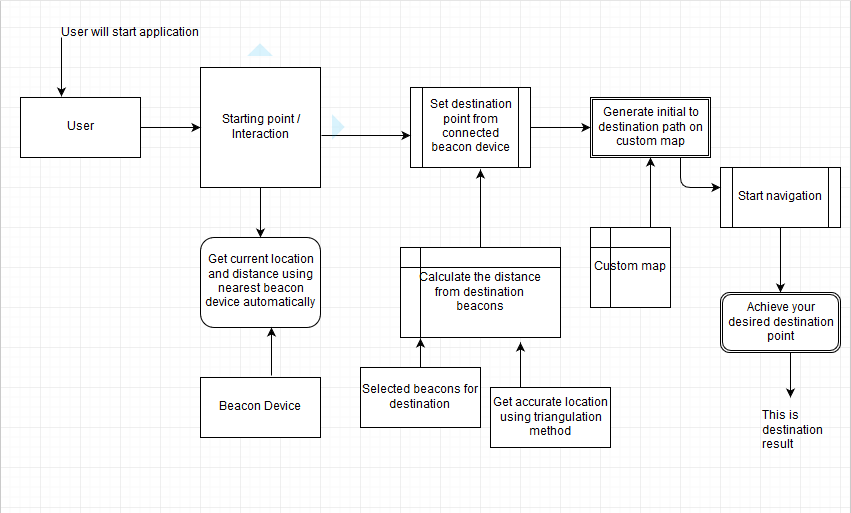 User will start application
User
Starting point /
Interaction
Set destination
point from
connected
beacon device
Generate initial to
destination path on
custom map
Start navigation
Get current location
and distance using
nearest beacon
device automatically
Calculate the distance
from destination
beacons
Custom map
Achieve your
desired destination
point
Beacon Device
Selected beacons for
destination
Get accurate location
using triangulation
method
This is
destination
result